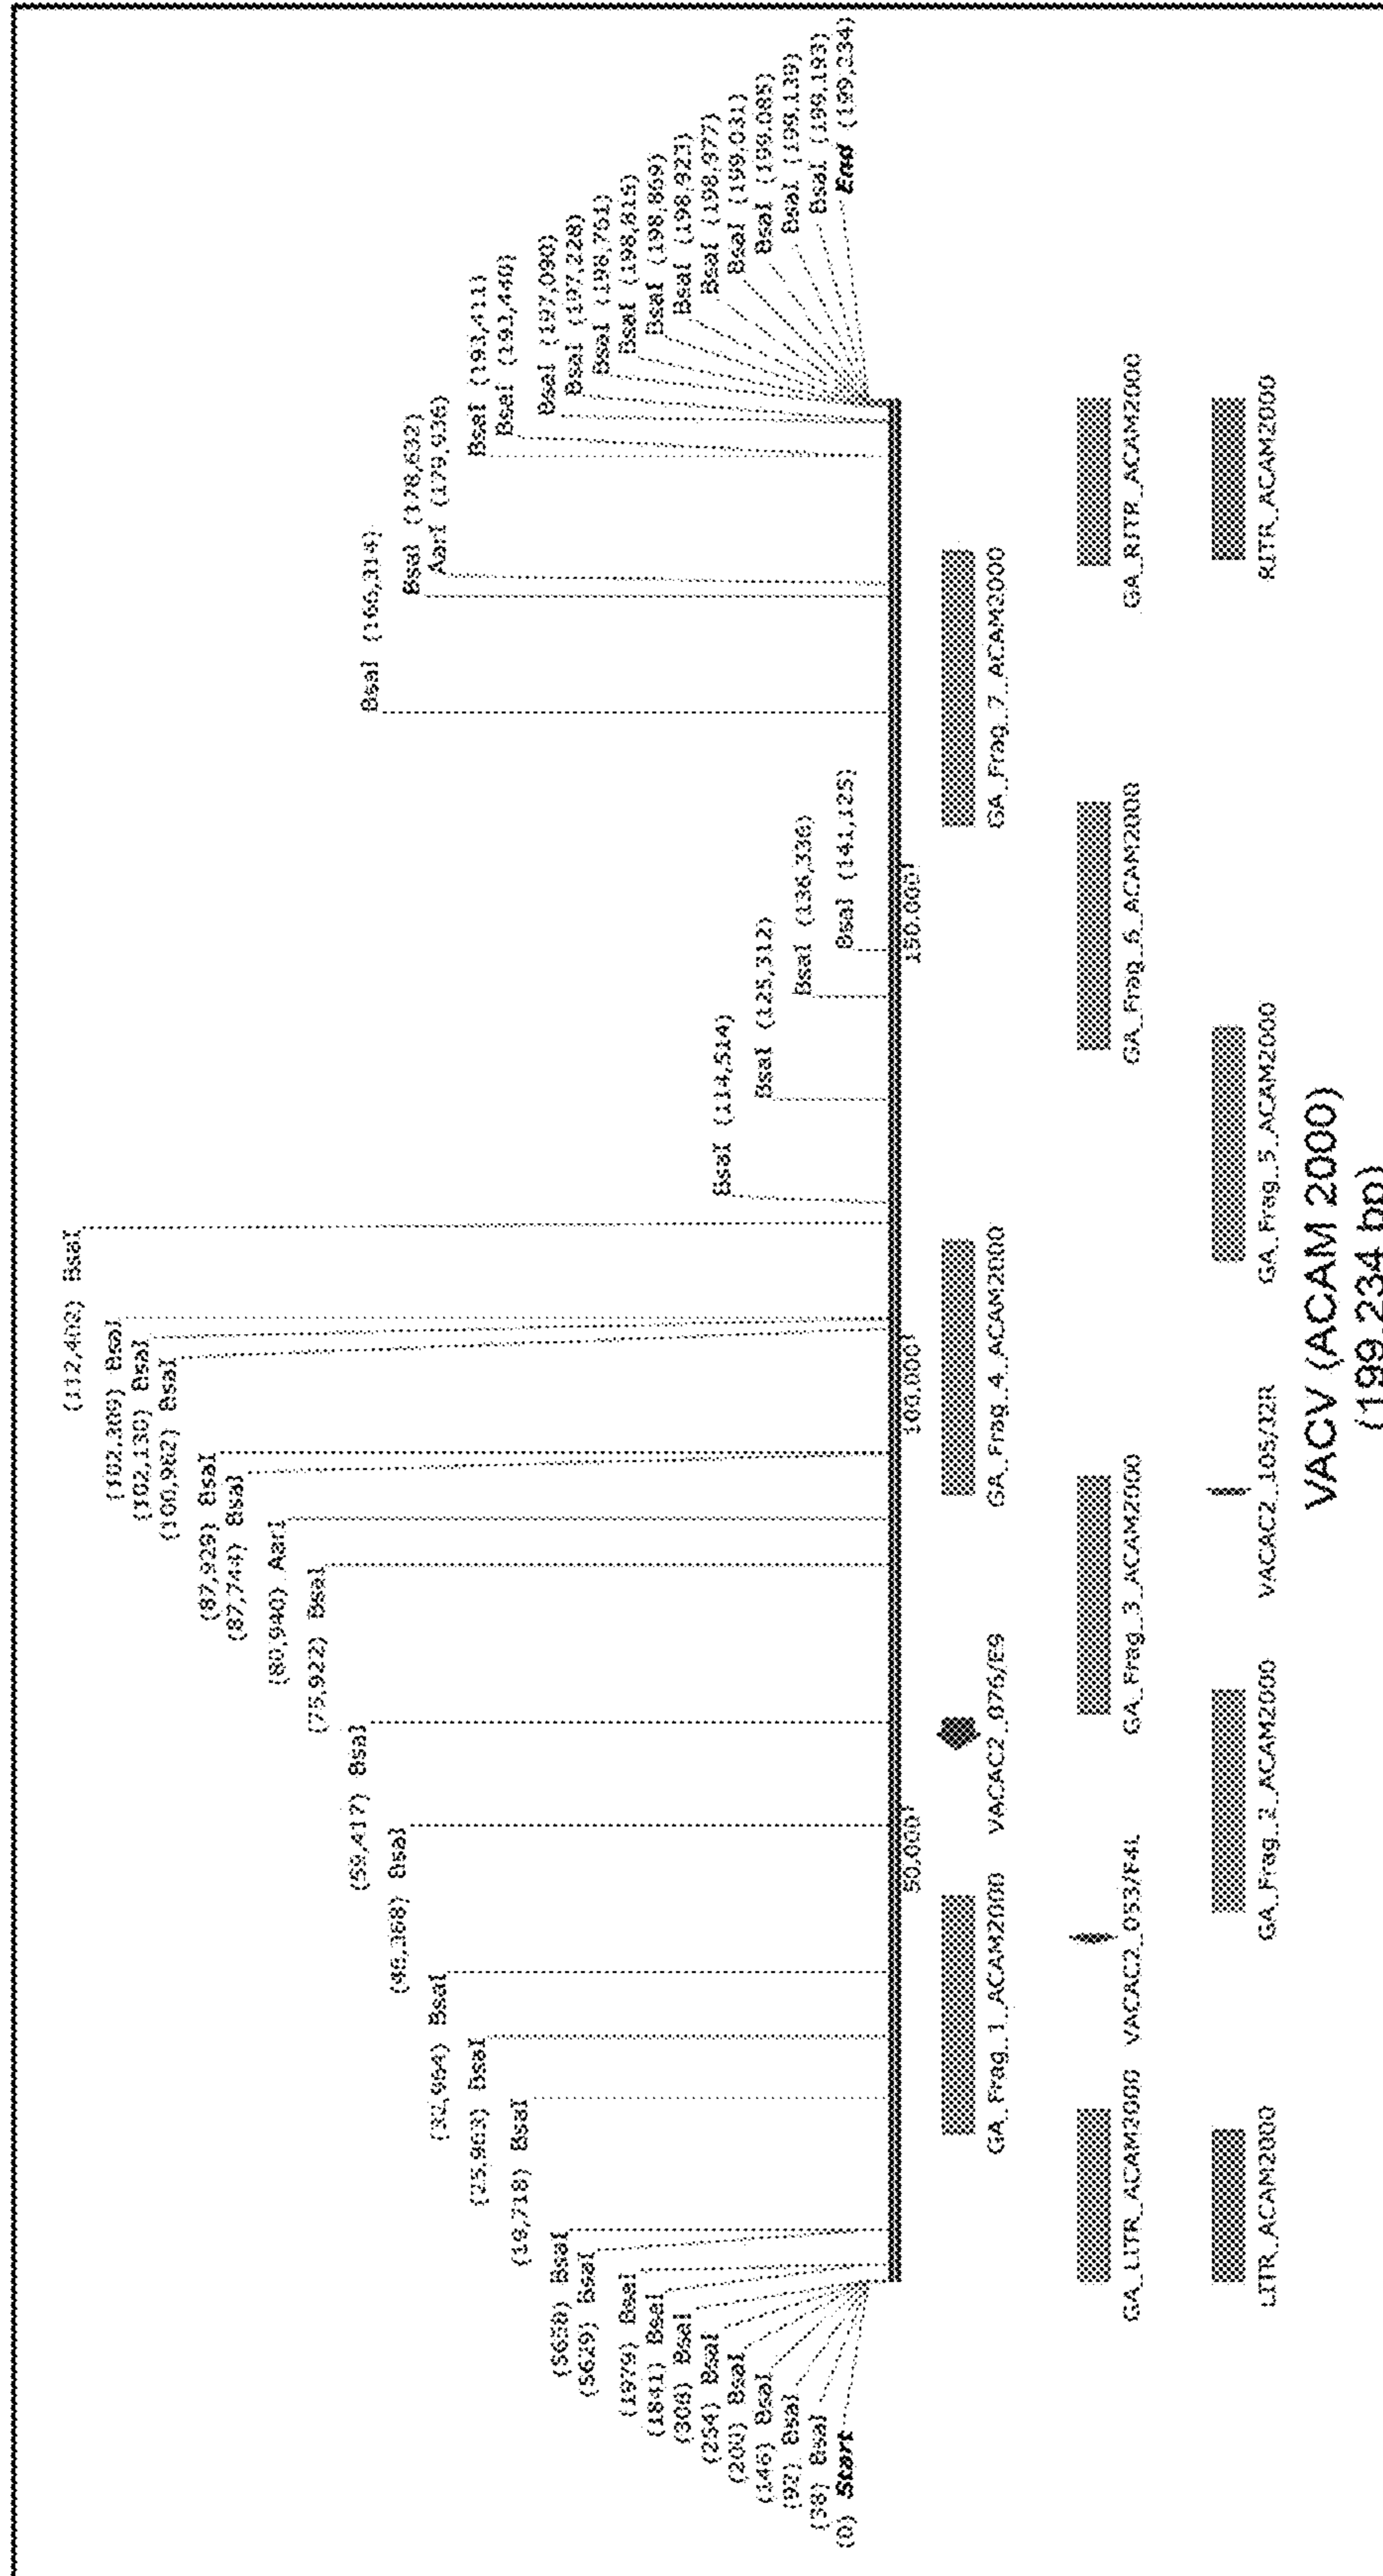 (0) Start
(38) BsaI
(92) BsaI
(146) BsaI
(200) BsaI
(254) BsaI
(308) BsaI
(1841) BsaI
(1979) BsaI
(5629) BsaI
(5658) BsaI
(19,718) BsaI
(25,963) BsaI
(32,964) BsaI
(48,368) BsaI
(59,417) BsaI
(75,922) BsaI
(80,940) AarI
(87,744) BsaI
(87,929) BsaI
(100,962) BsaI
(102,130) BsaI
(102,209) BsaI
(112,402) BsaI
BsaI (114,514)
BsaI (125,312)
BsaI (136,336)
BsaI (141,125)
BsaI (166,314)
BsaI (178,632)
AarI (179,936)
BsaI (193,411)
BsaI (193,440)
BsaI (197,090)
BsaI (197,228)
BsaI (198,761)
BsaI (198,815)
BsaI (198,869)
BsaI (198,923)
BsaI (198,977)
BsaI (199,031)
BsaI (199,085)
BsaI (199,139)
BsaI (199,193)
End (199,234)
50,000'
100,000'
150,000'
GA_Frag_1_ACAM2000
VACAC2_076/E9
GA_Frag_4_ACAM2000
GA_Frag_7_ACAM2000
GA_LITR_ACAM2000
VACAC2_053/F4L
GA_Frag_3_ACAM2000
GA_Frag_6_ACAM2000
GA_RITR_ACAM2000
LITR_ACAM2000
GA_Frag_2_ACAM2000
VACAC2_105/J2R
GA_Frag_5_ACAM2000
RITR_ACAM2000
VACV (ACAM 2000)
(199,234 bp)